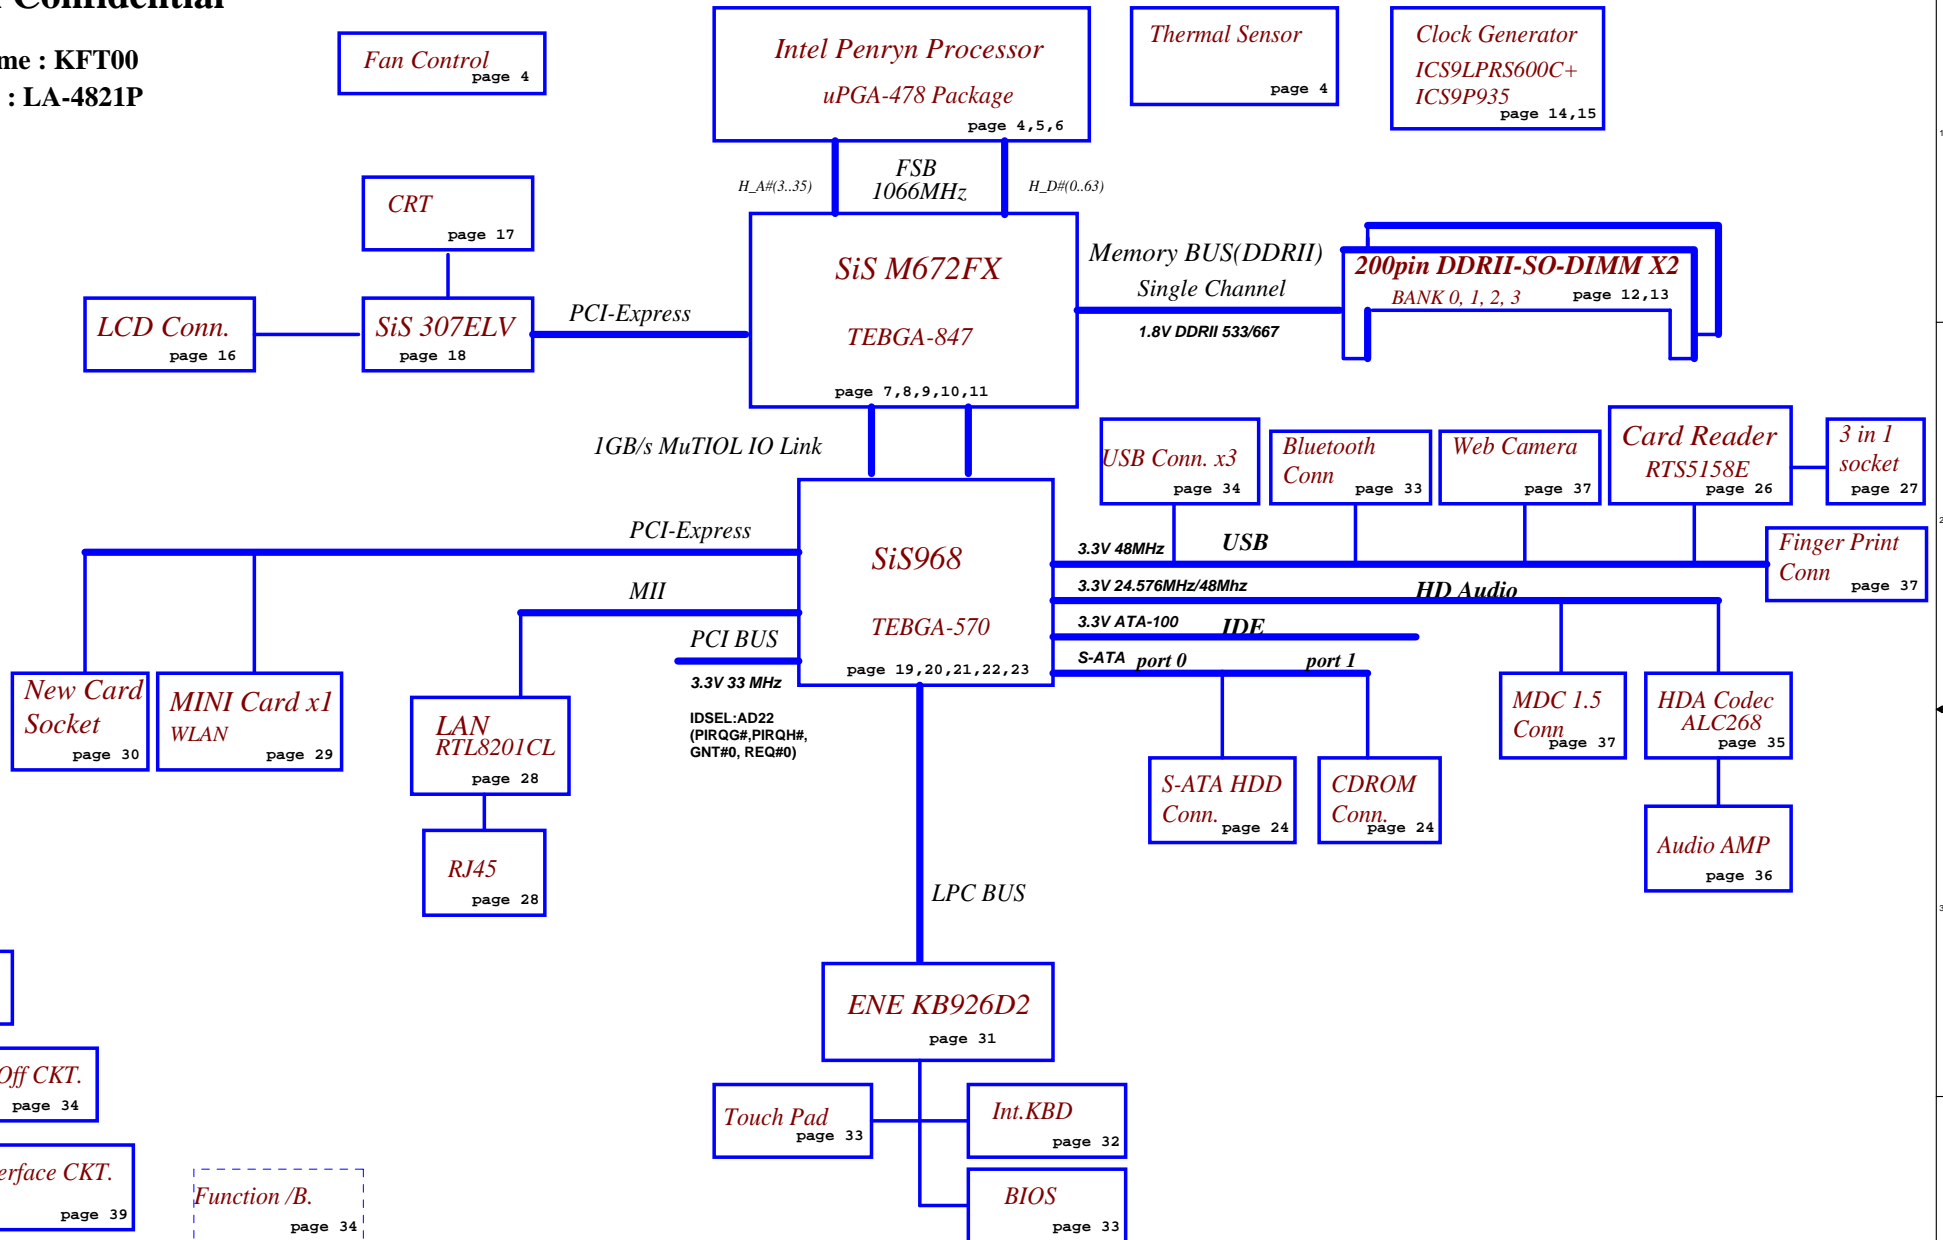 Confidential
: KFT00
: LA-4821P
Fan Control
page 4
Intel Penryn Processor
uPGA-478 Package
page 4,5,6
Thermal Sensor
page 4
Clock Generator
ICS9LPRS600C+
ICS9P935
page 14,15
H_A#(3..35)
FSB
1066MHz
H_D#(0..63)
CRT
page 17
LCD Conn.
page 16
SiS 307ELV
page 18
PCI-Express
SiS M672FX
TEBGA-847
page 7,8,9,10,11
Memory BUS(DDRII)
Single Channel
1.8V DDRII 533/667
200pin DDRII-SO-DIMM X2
BANK 0, 1, 2, 3
page 12,13
1GB/s MuTIOL IO Link
USB Conn. x3
page 34
Bluetooth
Conn
page 33
Web Camera
page 37
Card Reader
RTS5158E
page 26
3 in 1
socket
page 27
PCI-Express
MII
PCI BUS
3.3V 33 MHz
IDSEL:AD22
(PIRQG#,PIRQH#,
GNT#0, REQ#0)
SiS968
TEBGA-570
page 19,20,21,22,23
3.3V 48MHz
USB
Finger Print
Conn
page 37
3.3V 24.576MHz/48Mhz
HD Audio
3.3V ATA-100
IDE
S-ATA
port 0
port 1
New Card
Socket
page 30
MINI Card x1
WLAN
page 29
LAN
RTL8201CL
page 28
RJ45
page 28
S-ATA HDD
Conn.
page 24
CDROM
Conn.
page 24
MDC 1.5
Conn
page 37
HDA Codec
ALC268
page 35
Audio AMP
page 36
LPC BUS
ENE KB926D2
page 31
Touch Pad
page 33
Int.KBD
page 32
BIOS
page 33
Off CKT.
page 34
erface CKT.
page 39
Function /B.
page 34
1
2
3